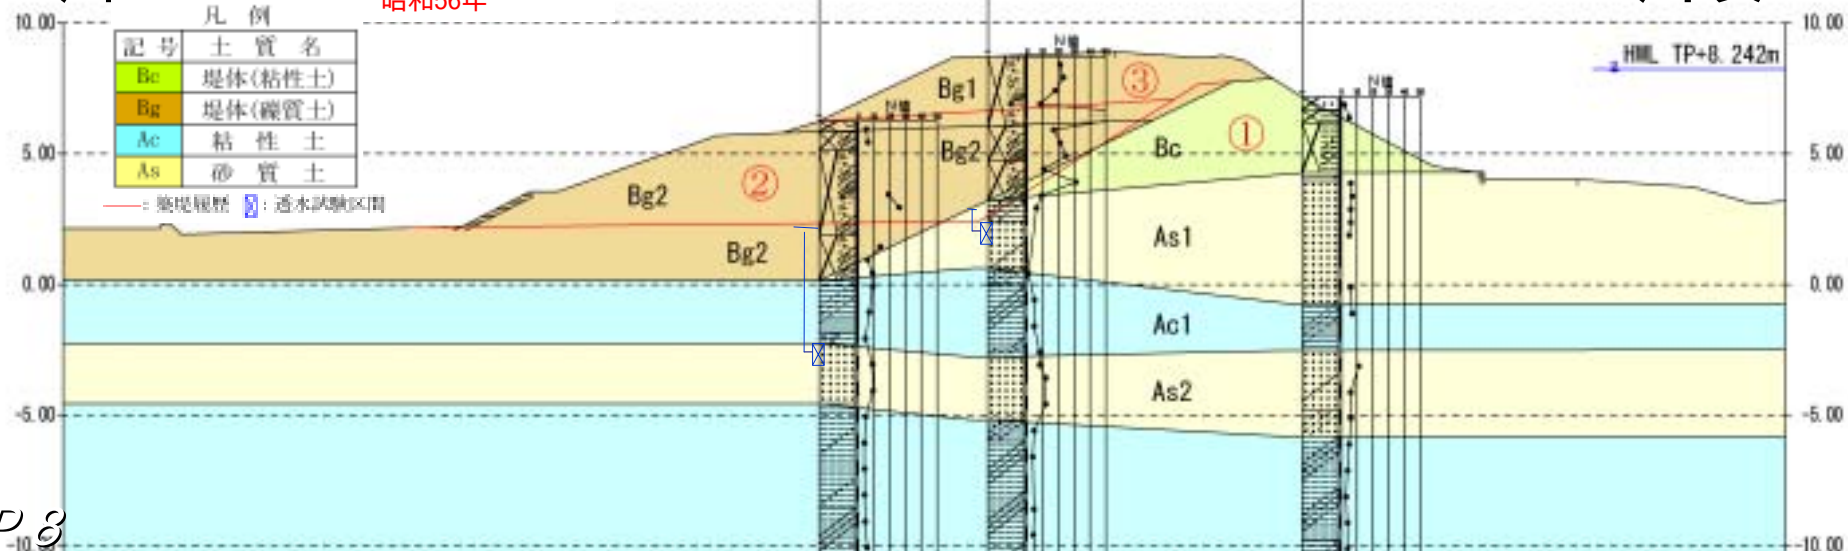 昭和56年
凡 例
記 号 土 質 名
Bc 堤体(粘性土)
Bg 堤体(礫質土)
Ac 粘 性 土
As 砂 質 土
―: 築堤履歴 : 透水試験区間
10.00
5.00
0.00
-5.00
10.00
5.00
0.00
-5.00
-10.00
HWL TP+8.242m
N値
N値
N値
Bg1
③
Bg2
Bc
①
Bg2
②
Bg2
As1
Ac1
As2
P 8